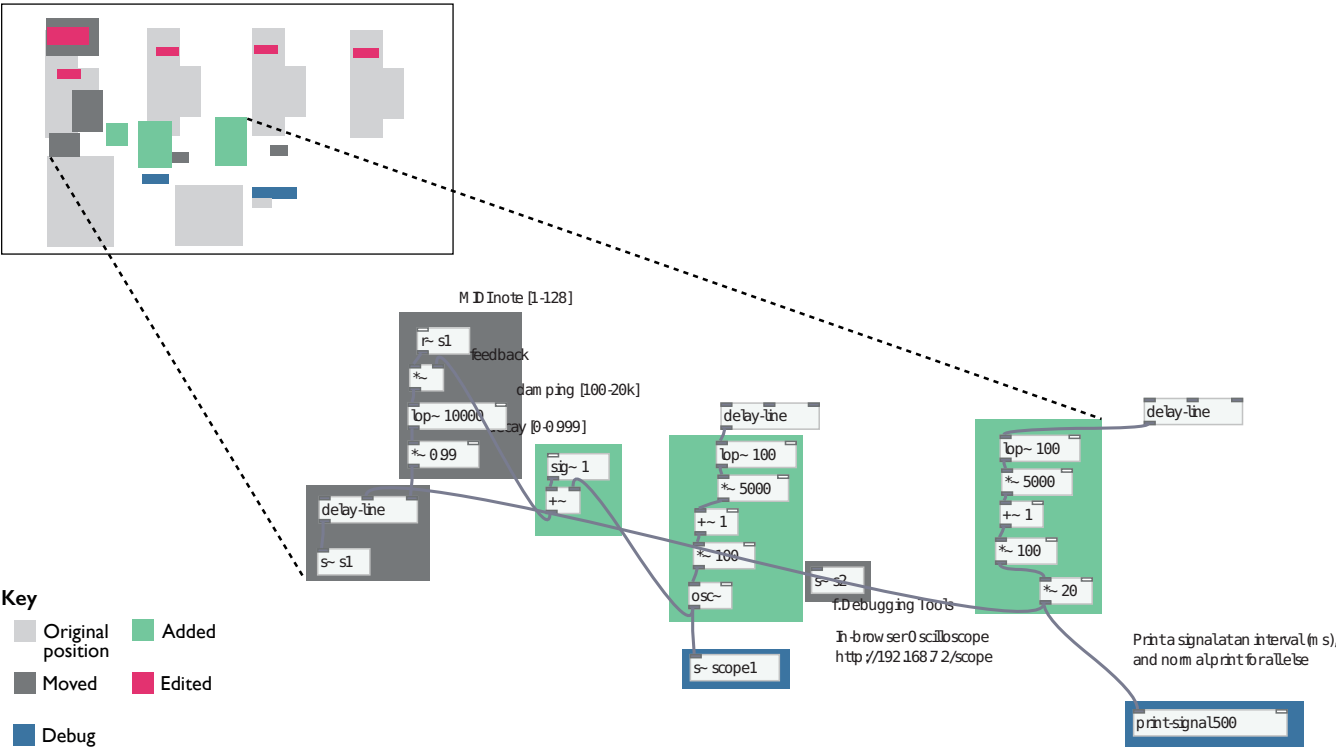 MIDInote [1-128]
r~ s1
feedback
*~
damping [100-20k]
lop~ 10000
decay [0-0.999]
*~ 0.99
delay-line
s~ s1
sig~ 1
+~
delay-line
lop~ 100
*~ 5000
+~ 1
*~ 100
osc~
s~ scope1
s~ s2
f.Debugging Tools
In-browser Oscilloscope
http://192.168.7.2/scope
delay-line
lop~ 100
*~ 5000
+~ 1
*~ 100
*~ 20
Print a signal at an interval (ms),
and normal print for all else
print-signal 500
Key
Original
position
Added
Moved
Edited
Debug